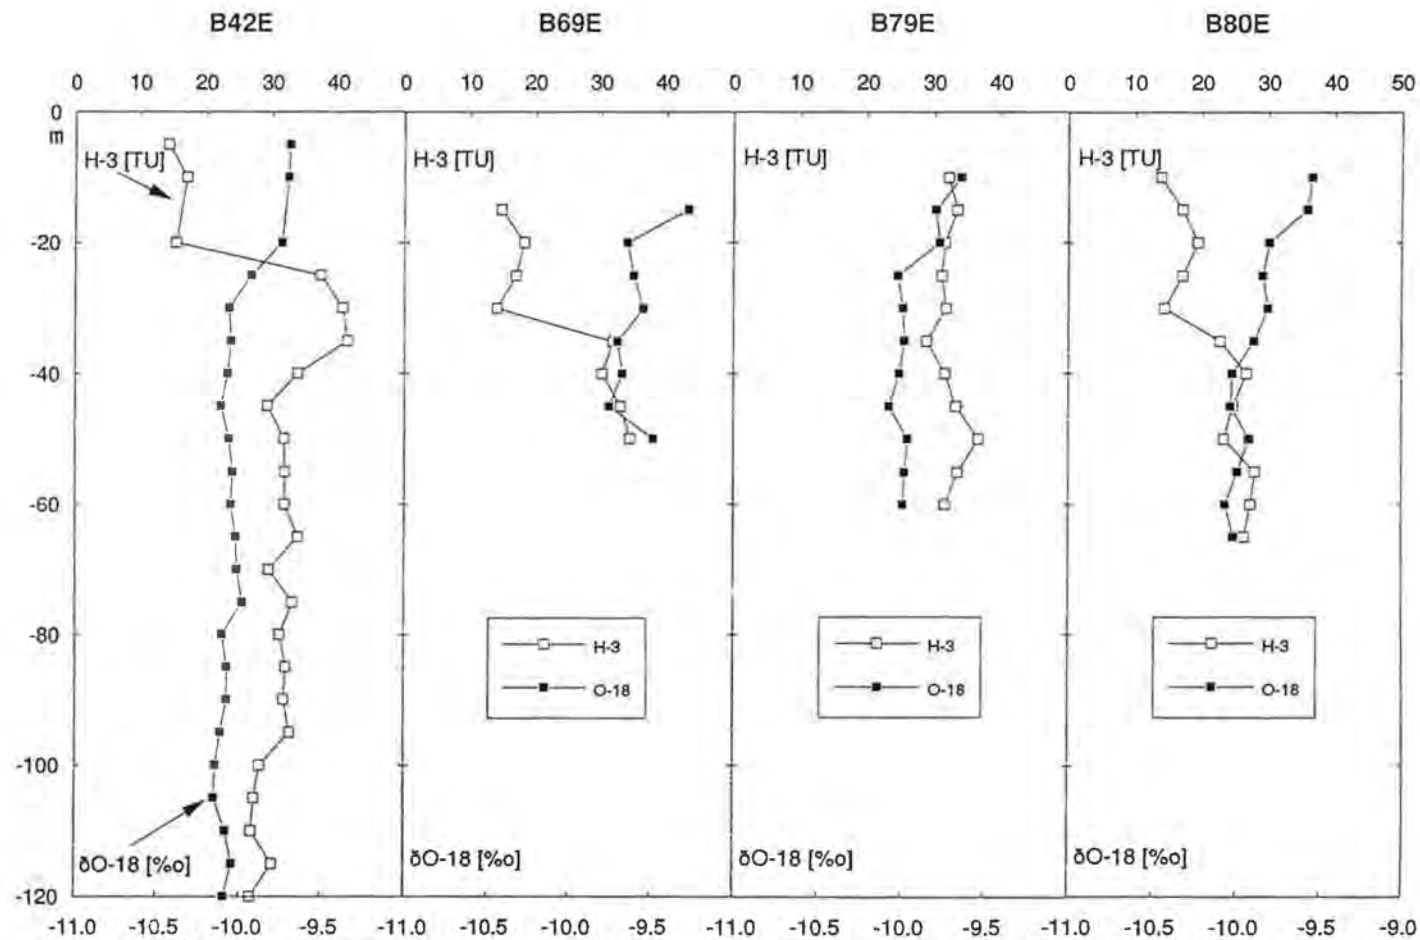 B42E B69E B79E B80E
0 10 20 30 40 0 10 20 30 40 0 10 20 30 40 0 10 20 30 40 50
0
m
H-3 [TU] H-3 [TU] H-3 [TU] H-3 [TU]
-20
-40
-60
H-3 H-3 H-3
-80
O-18 O-18 O-18
-100
δO-18 [%o] δO-18 [%o] δO-18 [%o] δO-18 [%o]
-120
-11.0 -10.5 -10.0 -9.5 -11.0 -10.5 -10.0 -9.5 -11.0 -10.5 -10.0 -9.5 -11.0 -10.5 -10.0 -9.5 -9.0